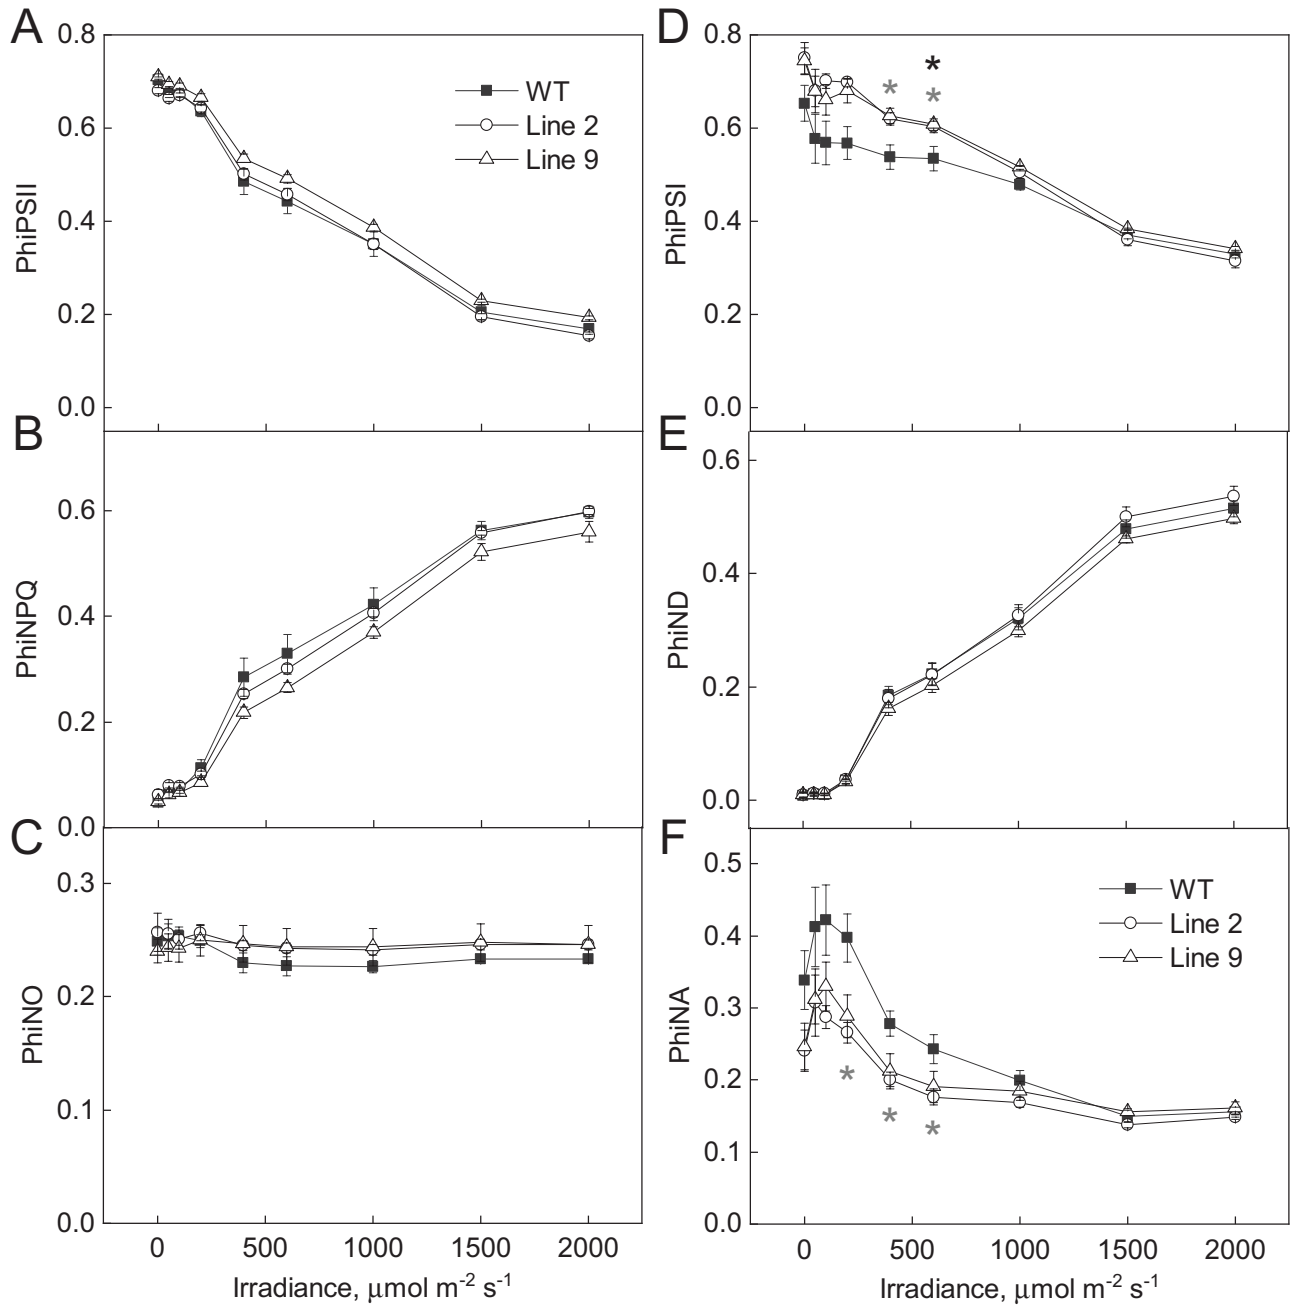 A
0.8
0.6
0.4
0.2
0.0
PhiPSII
WT
Line 2
Line 9
B
0.6
0.4
0.2
0.0
PhiNPQ
C
0.3
0.2
0.1
0.0
PhiNO
0 500 1000 1500 2000
Irradiance, μmol m-2 s-1
D
0.8
0.6
0.4
0.2
0.0
PhiPSI
*
* *
E
0.6
0.4
0.2
0.0
PhiND
F
0.5
0.4
0.3
0.2
0.1
0.0
PhiNA
WT
Line 2
Line 9
* * *
0 500 1000 1500 2000
Irradiance, μmol m-2 s-1